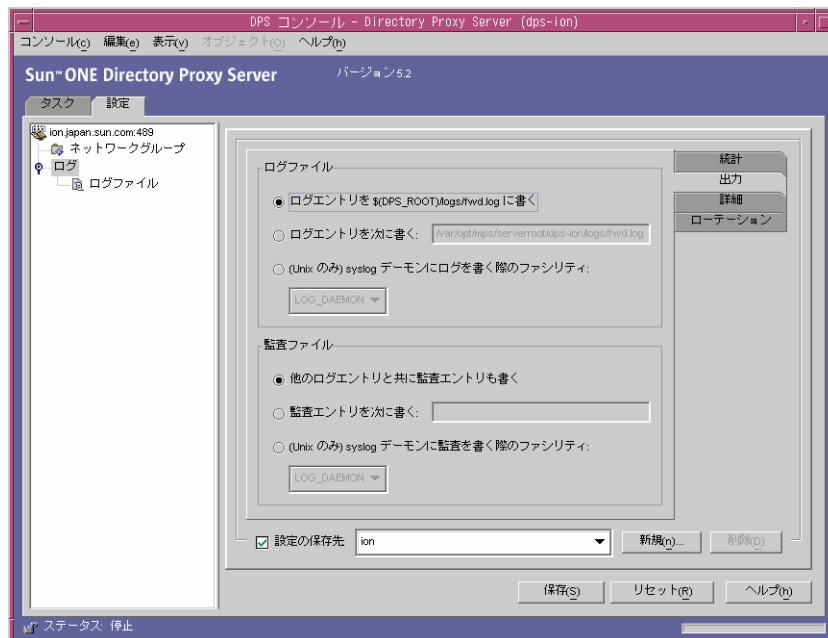 DPS コンソール - Directory Proxy Server (dps-ion)
コンソール(c) 編集(e) 表示(v) オブジェクト(O) ヘルプ(h)
Sun™ ONE Directory Proxy Server バージョン5.2
タスク 設定
ion.japan.sun.com:489
ネットワークグループ
ログ
ログファイル
ログファイル
ログエントリを $(DPS_ROOT)/logs/fwd.log に書く
ログエントリを次に書く: /var/opt/mps/serverroot/dps-ion/logs/fwd.log
(Unix のみ) syslog デーモンにログを書く際のファシリティ:
LOG_DAEMON
監査ファイル
他のログエントリと共に監査エントリも書く
監査エントリを次に書く:
(Unix のみ) syslog デーモンに監査を書く際のファシリティ:
LOG_DAEMON
統計
出力
詳細
ローテーション
設定の保存先 ion 新規(n)... 削除(D)
保存(S) リセット(R) ヘルプ(h)
ステータス: 停止